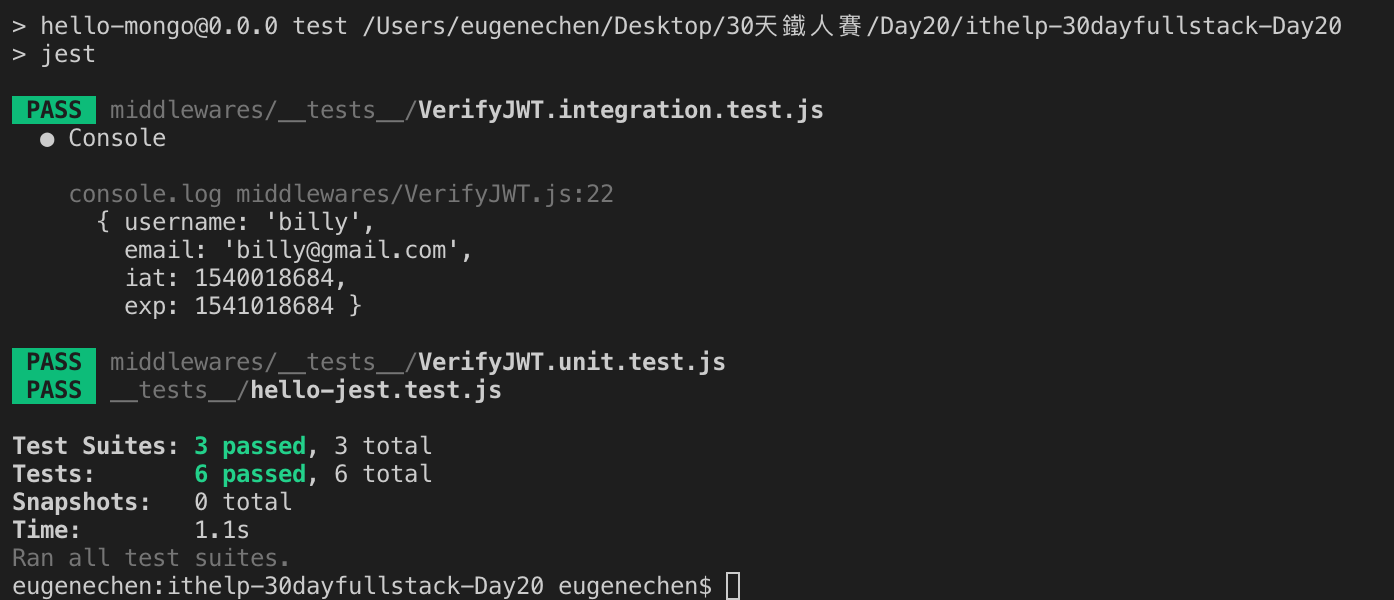 > hello-mongo@0.0.0 test /Users/eugenechen/Desktop/30天鐵人賽/Day20/ithelp-30dayfullstack-Day20
> jest
PASS middlewares/__tests__/VerifyJWT.integration.test.js
● Console
console.log middlewares/VerifyJWT.js:22
{ username: 'billy',
email: 'billy@gmail.com',
iat: 1540018684,
exp: 1541018684 }
PASS middlewares/__tests__/VerifyJWT.unit.test.js
PASS __tests__/hello-jest.test.js
Test Suites: 3 passed, 3 total
Tests: 6 passed, 6 total
Snapshots: 0 total
Time: 1.1s
Ran all test suites.
eugenechen:ithelp-30dayfullstack-Day20 eugenechen$